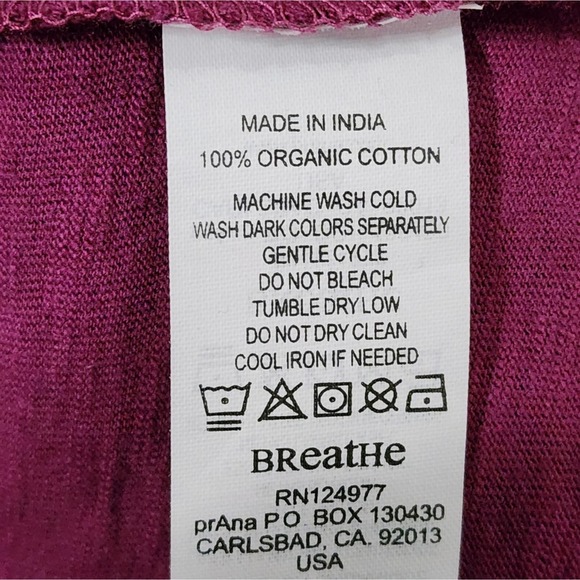 MADE IN INDIA
100% ORGANIC COTTON
MACHINE WASH COLD
WASH DARK COLORS SEPARATELY
GENTLE CYCLE
DO NOT BLEACH
TUMBLE DRY LOW
DO NOT DRY CLEAN
COOL IRON IF NEEDED
BReatHe
RN124977
prAna P O. BOX 130430
CARLSBAD, CA. 92013
USA